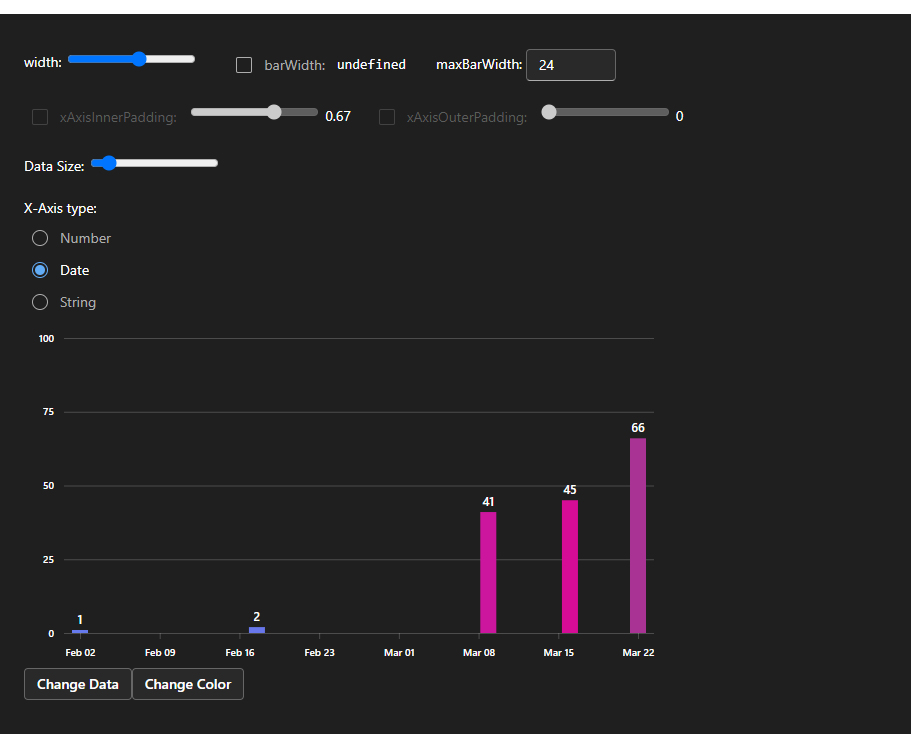 width: barWidth: undefined maxBarWidth: 24
xAxisInnerPadding: 0.67 xAxisOuterPadding: 0
Data Size:
X-Axis type:
Number
Date
String
100
75
66
50
45
41
25
2
1
0
Feb 02 Feb 09 Feb 16 Feb 23 Mar 01 Mar 08 Mar 15 Mar 22
Change Data Change Color